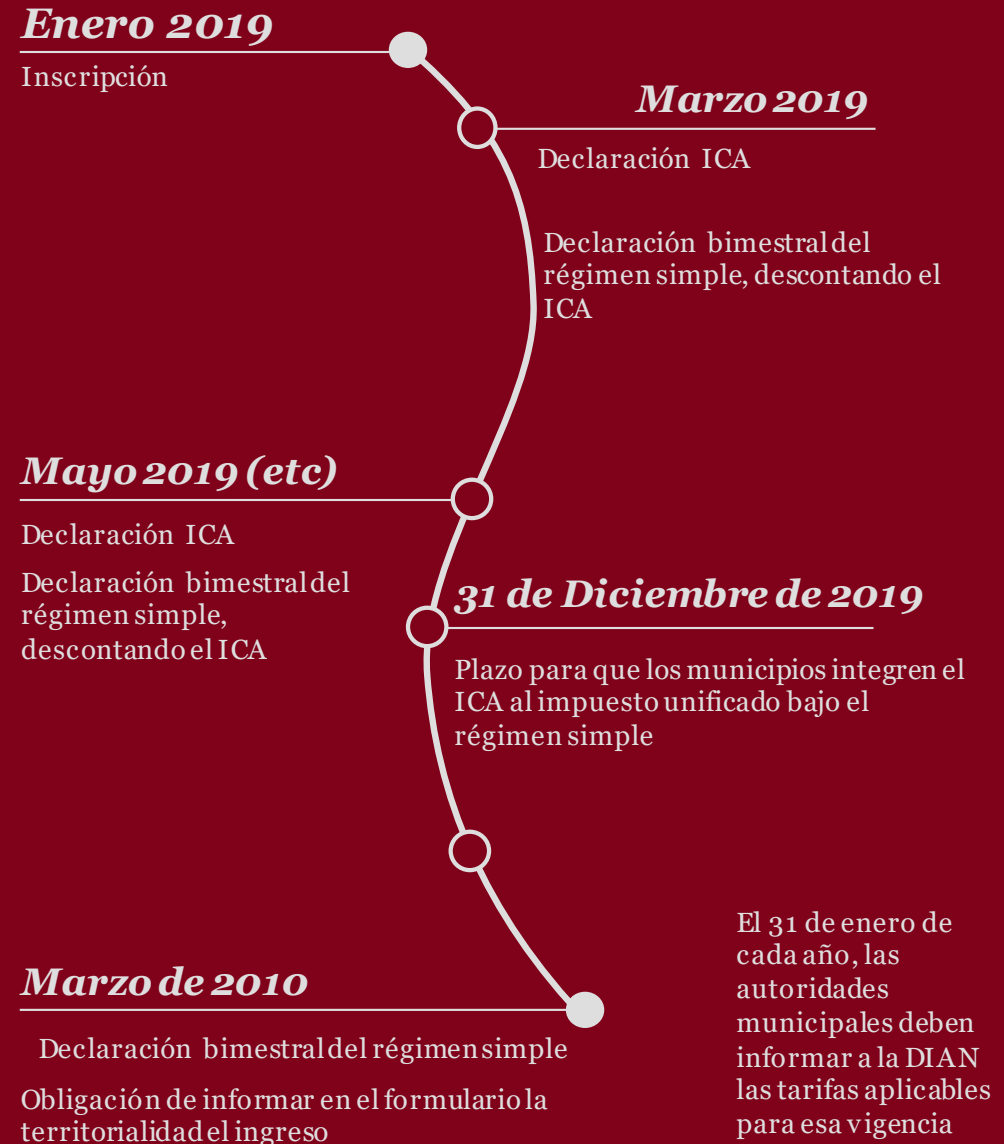 Enero 2019
Inscripción
Marzo 2019
Declaración ICA
Declaración bimestral del
régimen simple, descontando el
ICA
Mayo 2019 (etc)
Declaración ICA
Declaración bimestral del
régimen simple,
descontando el ICA
31 de Diciembre de 2019
Plazo para que los municipios integren el
ICA al impuesto unificado bajo el
régimen simple
Marzo de 2010
Declaración bimestral del régimen simple
Obligación de informar en el formulario la
territorialidad el ingreso
El 31 de enero de
cada año, las
autoridades
municipales deben
informar a la DIAN
las tarifas aplicables
para esa vigencia